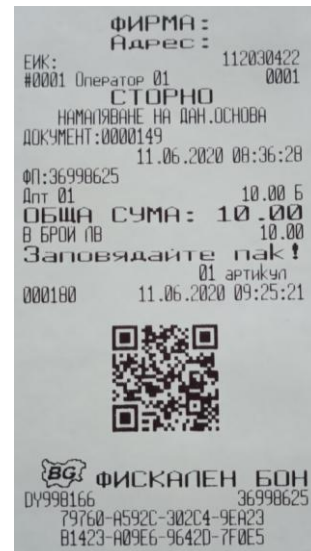 ФИРМА:
Адрес:
ЕИК: 112030422
#0001 Оператор 01 0001
СТОРНО
НАМАЛЯВАНЕ НА ДАН.ОСНОВА
ДОКУМЕНТ:0000149
11.06.2020 08:36:28
ФП:36998625
Дпт 01 10.00 Б
ОБЩА СУМА: 10.00
В БРОЙ ЛВ 10.00
Заповядайте пак!
01 артикул
000180 11.06.2020 09:25:21
BG ФИСКАЛЕН БОН
DY998166 36998625
79760-A592C-302C4-9EA23
B1423-A09E6-9642D-7F0E5